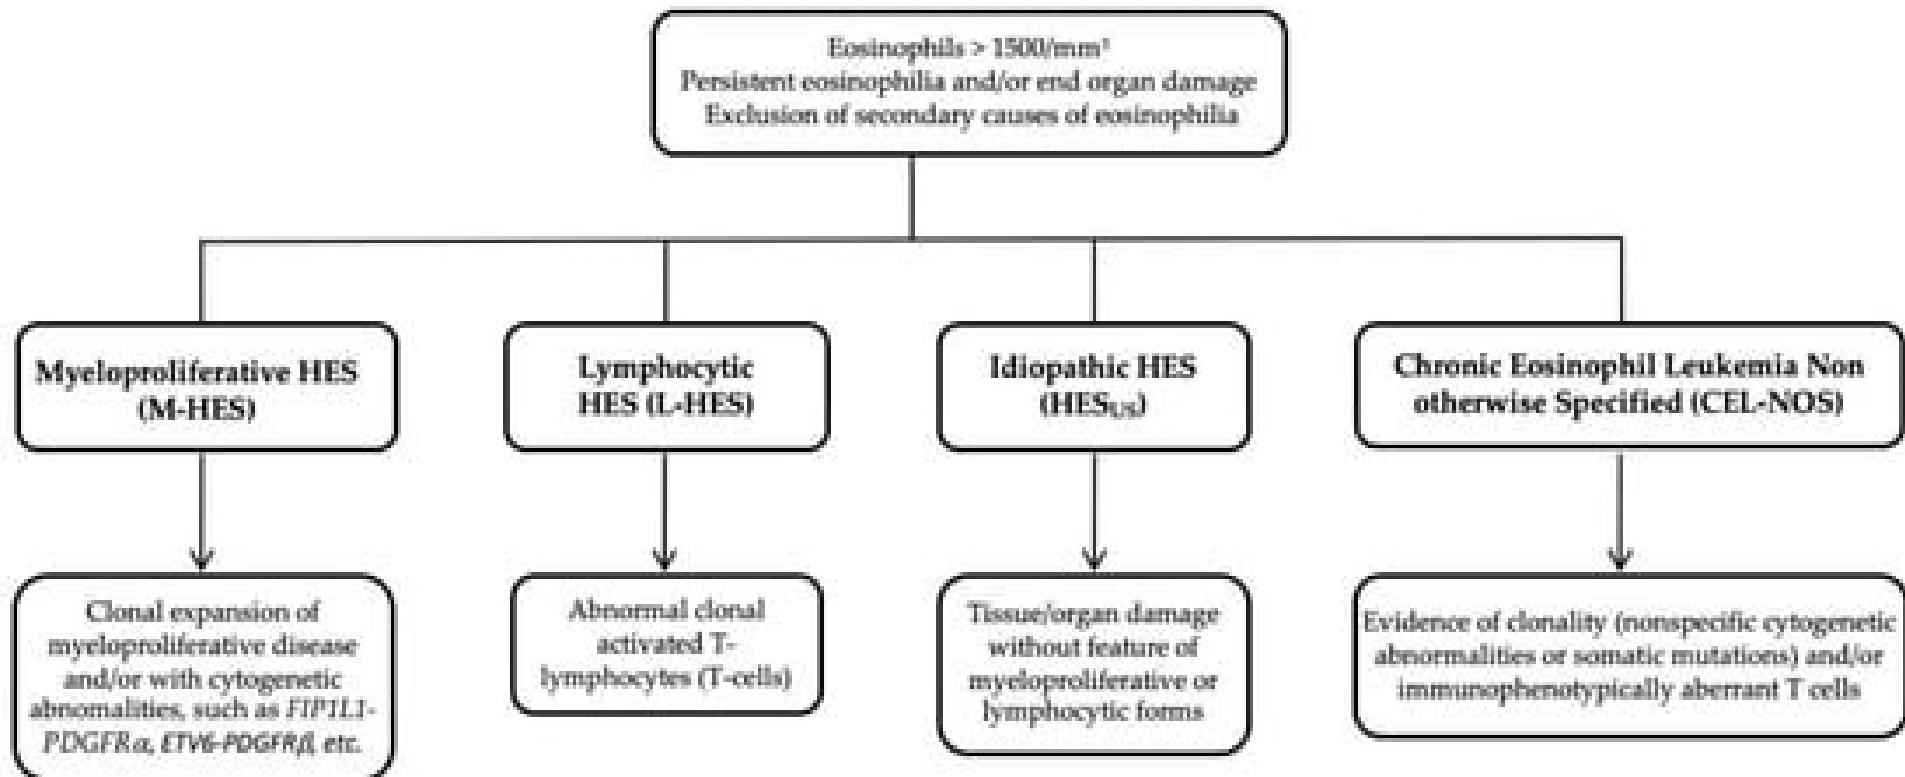 Eosinophils > 1500/mm³
Persistent eosinophilia and/or end organ damage
Exclusion of secondary causes of eosinophilia
Myeloproliferative HES
(M-HES)
Lymphocytic
HES (L-HES)
Idiopathic HES
(HES_US)
Chronic Eosinophil Leukemia Non
otherwise Specified (CEL-NOS)
Clonal expansion of
myeloproliferative disease
and/or with cytogenetic
abnomalities, such as FIP1L1-
PDGFRα, ETV6-PDGFRβ, etc.
Abnormal clonal
activated T-
lymphocytes (T-cells)
Tissue/organ damage
without feature of
myeloproliferative or
lymphocytic forms
Evidence of clonality (nonspecific cytogenetic
abnormalities or somatic mutations) and/or
immunophenotypically aberrant T cells